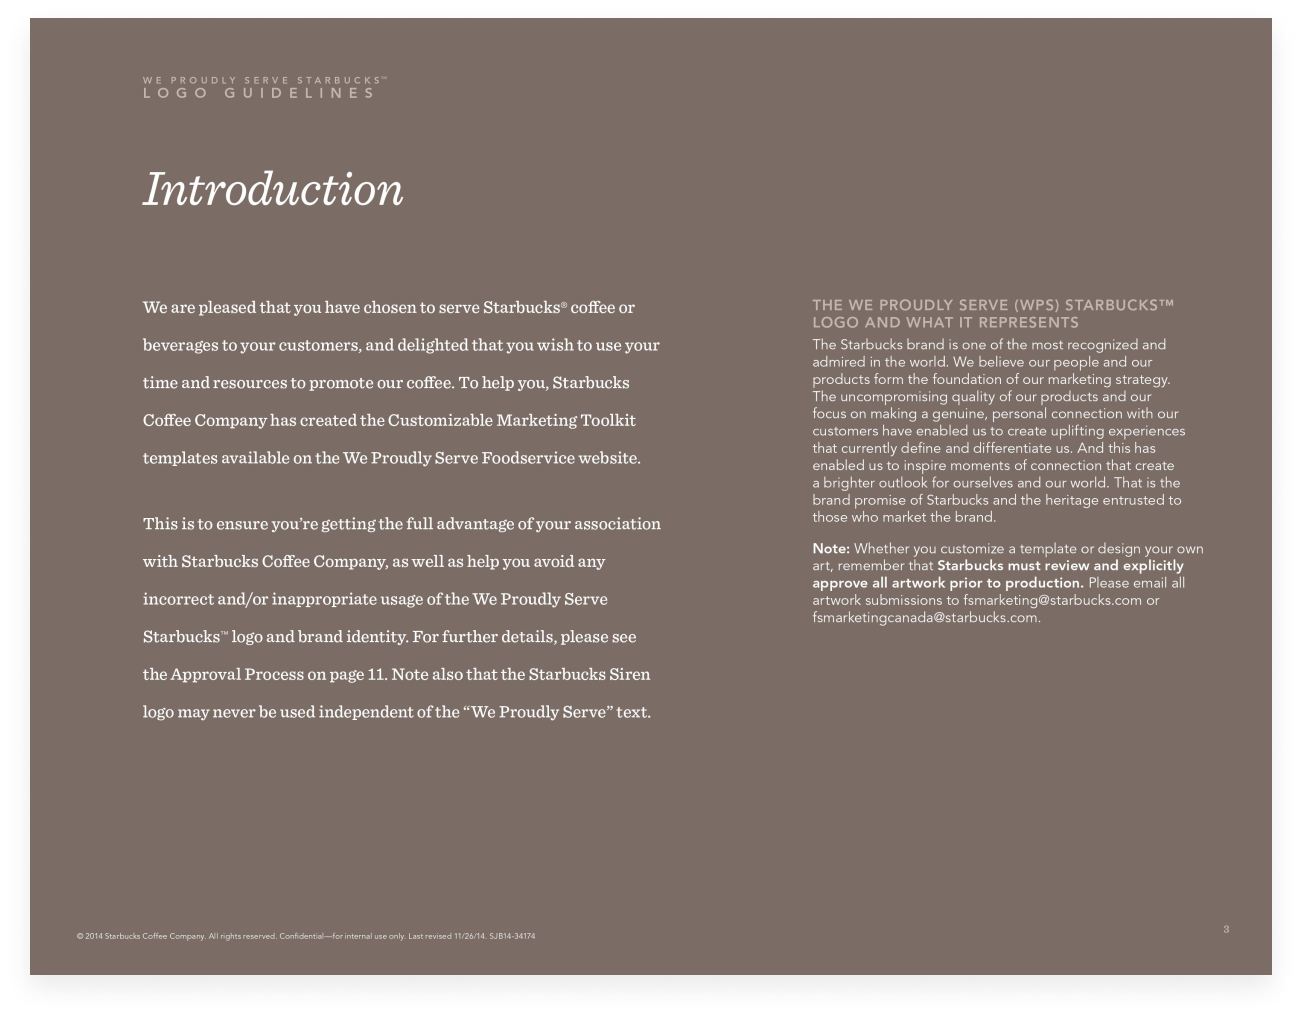 WE PROUDLY SERVE STARBUCKS™
LOGO GUIDELINES
Introduction
We are pleased that you have chosen to serve Starbucks® coffee or
beverages to your customers, and delighted that you wish to use your
time and resources to promote our coffee. To help you, Starbucks
Coffee Company has created the Customizable Marketing Toolkit
templates available on the We Proudly Serve Foodservice website.
This is to ensure you’re getting the full advantage of your association
with Starbucks Coffee Company, as well as help you avoid any
incorrect and/or inappropriate usage of the We Proudly Serve
Starbucks™ logo and brand identity. For further details, please see
the Approval Process on page 11. Note also that the Starbucks Siren
logo may never be used independent of the “We Proudly Serve” text.
THE WE PROUDLY SERVE (WPS) STARBUCKS™
LOGO AND WHAT IT REPRESENTS
The Starbucks brand is one of the most recognized and
admired in the world. We believe our people and our
products form the foundation of our marketing strategy.
The uncompromising quality of our products and our
focus on making a genuine, personal connection with our
customers have enabled us to create uplifting experiences
that currently define and differentiate us. And this has
enabled us to inspire moments of connection that create
a brighter outlook for ourselves and our world. That is the
brand promise of Starbucks and the heritage entrusted to
those who market the brand.
Note: Whether you customize a template or design your own
art, remember that Starbucks must review and explicitly
approve all artwork prior to production. Please email all
artwork submissions to fsmarketing@starbucks.com or
fsmarketingcanada@starbucks.com.
© 2014 Starbucks Coffee Company. All rights reserved. Confidential—for internal use only. Last revised 11/26/14. SJB14-34174
3